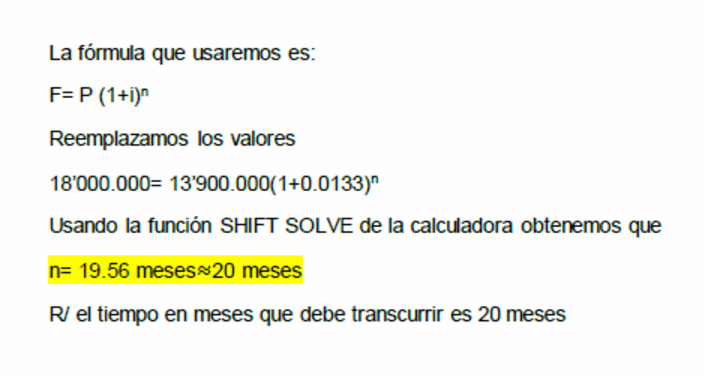 La fórmula que usaremos es:
F= P (1+i)ⁿ
Reemplazamos los valores
18'000.000= 13'900.000(1+0.0133)ⁿ
Usando la función SHIFT SOLVE de la calculadora obtenemos que
n= 19.56 meses≈20 meses
R/ el tiempo en meses que debe transcurrir es 20 meses